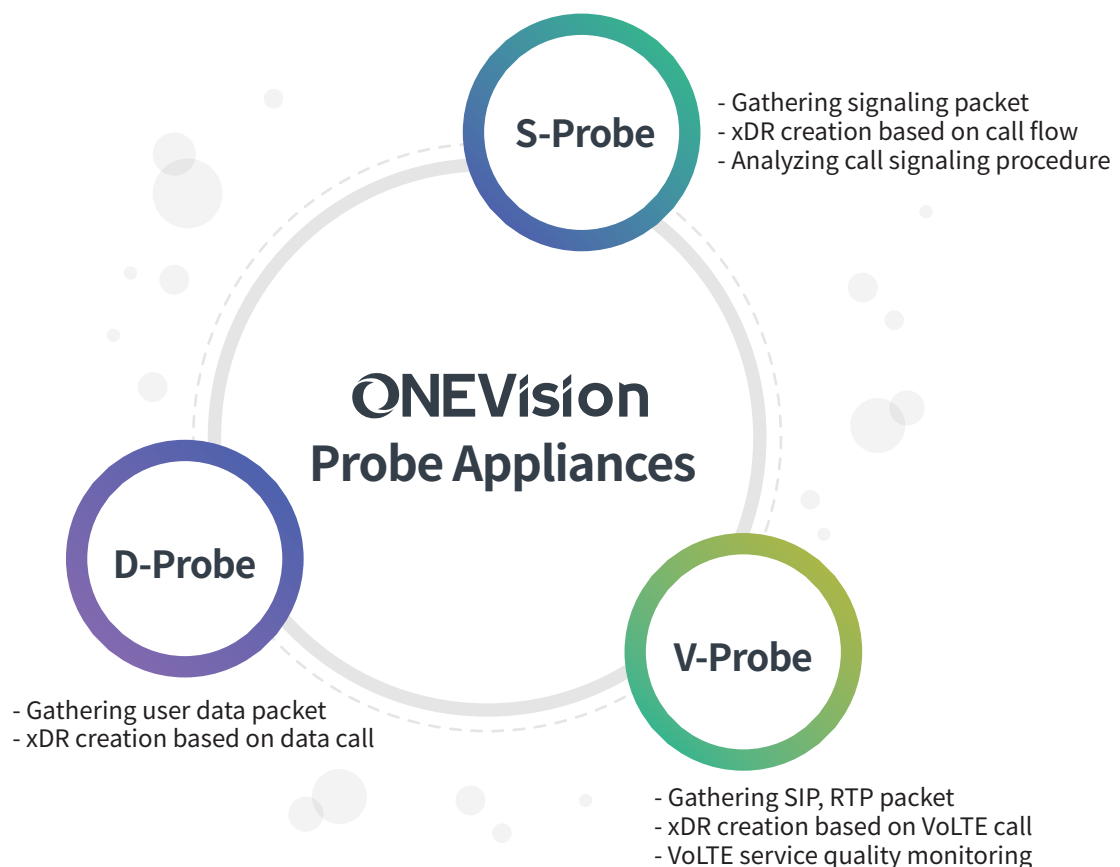 S-Probe
- Gathering signaling packet
- xDR creation based on call flow
- Analyzing call signaling procedure
ONEVision
Probe Appliances
D-Probe
- Gathering user data packet
- xDR creation based on data call
V-Probe
- Gathering SIP, RTP packet
- xDR creation based on VoLTE call
- VoLTE service quality monitoring